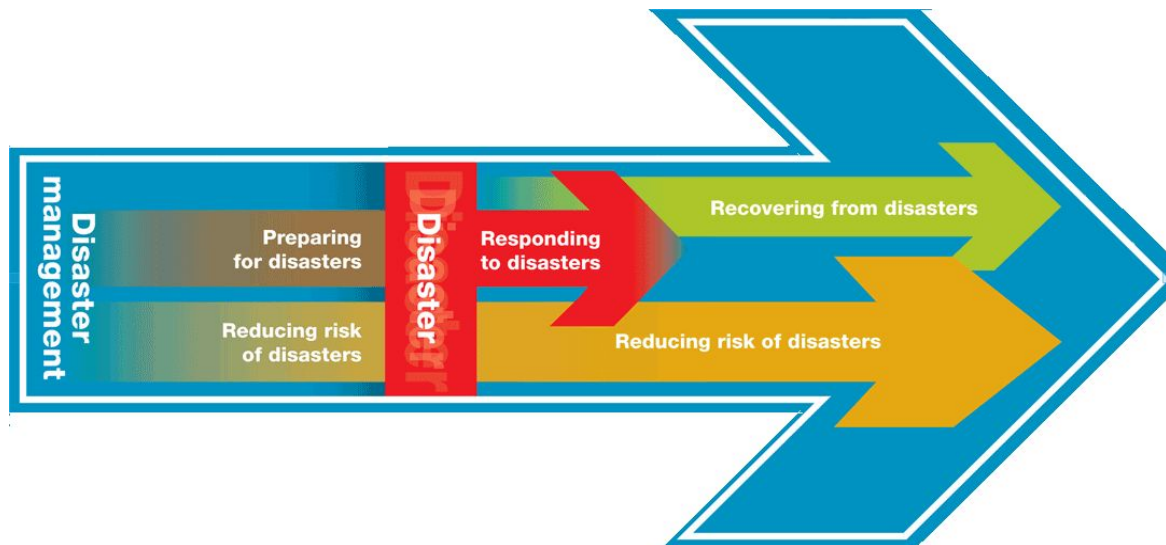 Disaster
management
Preparing
for disasters
Reducing risk
of disasters
Disaster
Responding
to disasters
Recovering from disasters
Reducing risk of disasters